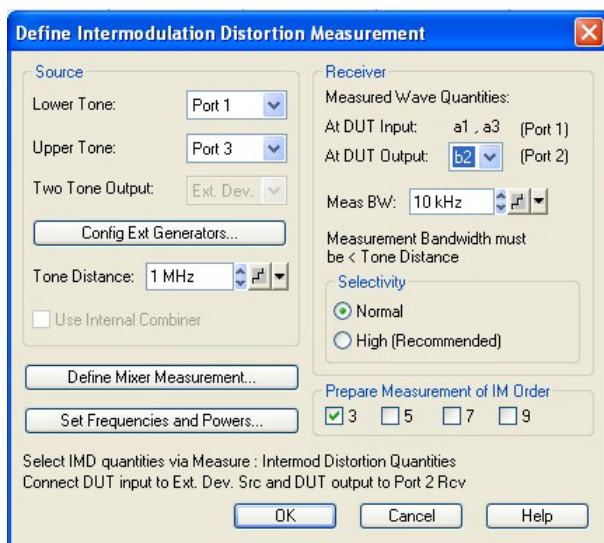 Define Intermodulation Distortion Measurement
Source
Lower Tone: Port 1
Upper Tone: Port 3
Two Tone Output: Ext. Dev.
Config Ext Generators...
Tone Distance: 1 MHz
Use Internal Combiner
Define Mixer Measurement...
Set Frequencies and Powers...
Receiver
Measured Wave Quantities:
At DUT Input: a1 , a3 (Port 1)
At DUT Output: b2 (Port 2)
Meas BW: 10 kHz
Measurement Bandwidth must
be < Tone Distance
Selectivity
Normal
High (Recommended)
Prepare Measurement of IM Order
3 5 7 9
Select IMD quantities via Measure : Intermod Distortion Quantities
Connect DUT input to Ext. Dev. Src and DUT output to Port 2 Rcv
OK Cancel Help